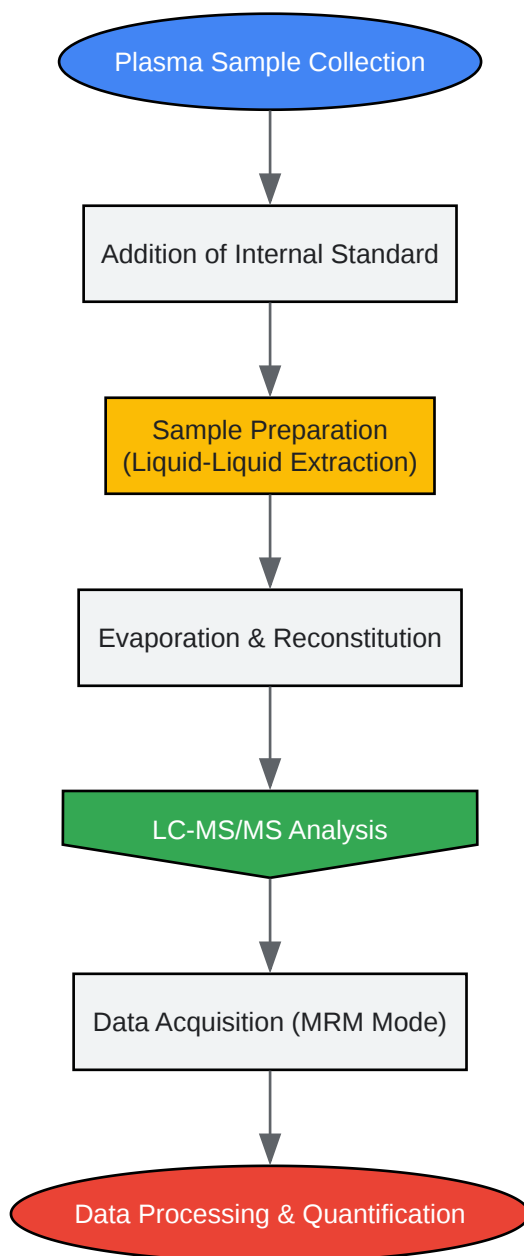 Plasma Sample Collection
Addition of Internal Standard
Sample Preparation
(Liquid-Liquid Extraction)
Evaporation & Reconstitution
LC-MS/MS Analysis
Data Acquisition (MRM Mode)
Data Processing & Quantification